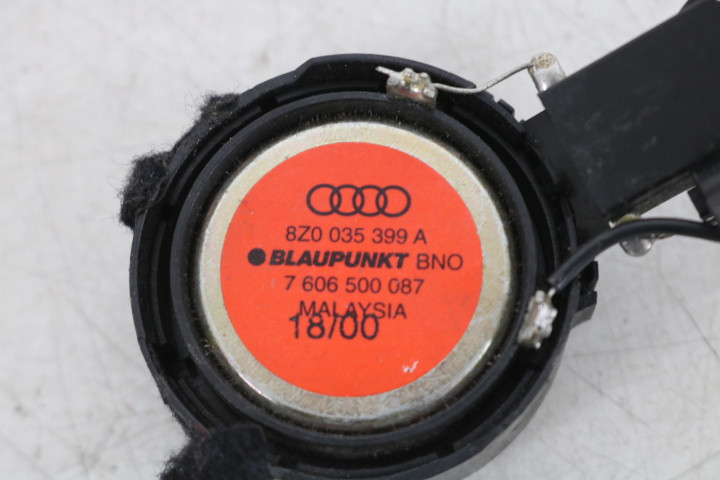 8Z0 035 399 A
BLAUPUNKT BNO
7 606 500 087
MALAYSIA
18/00
w